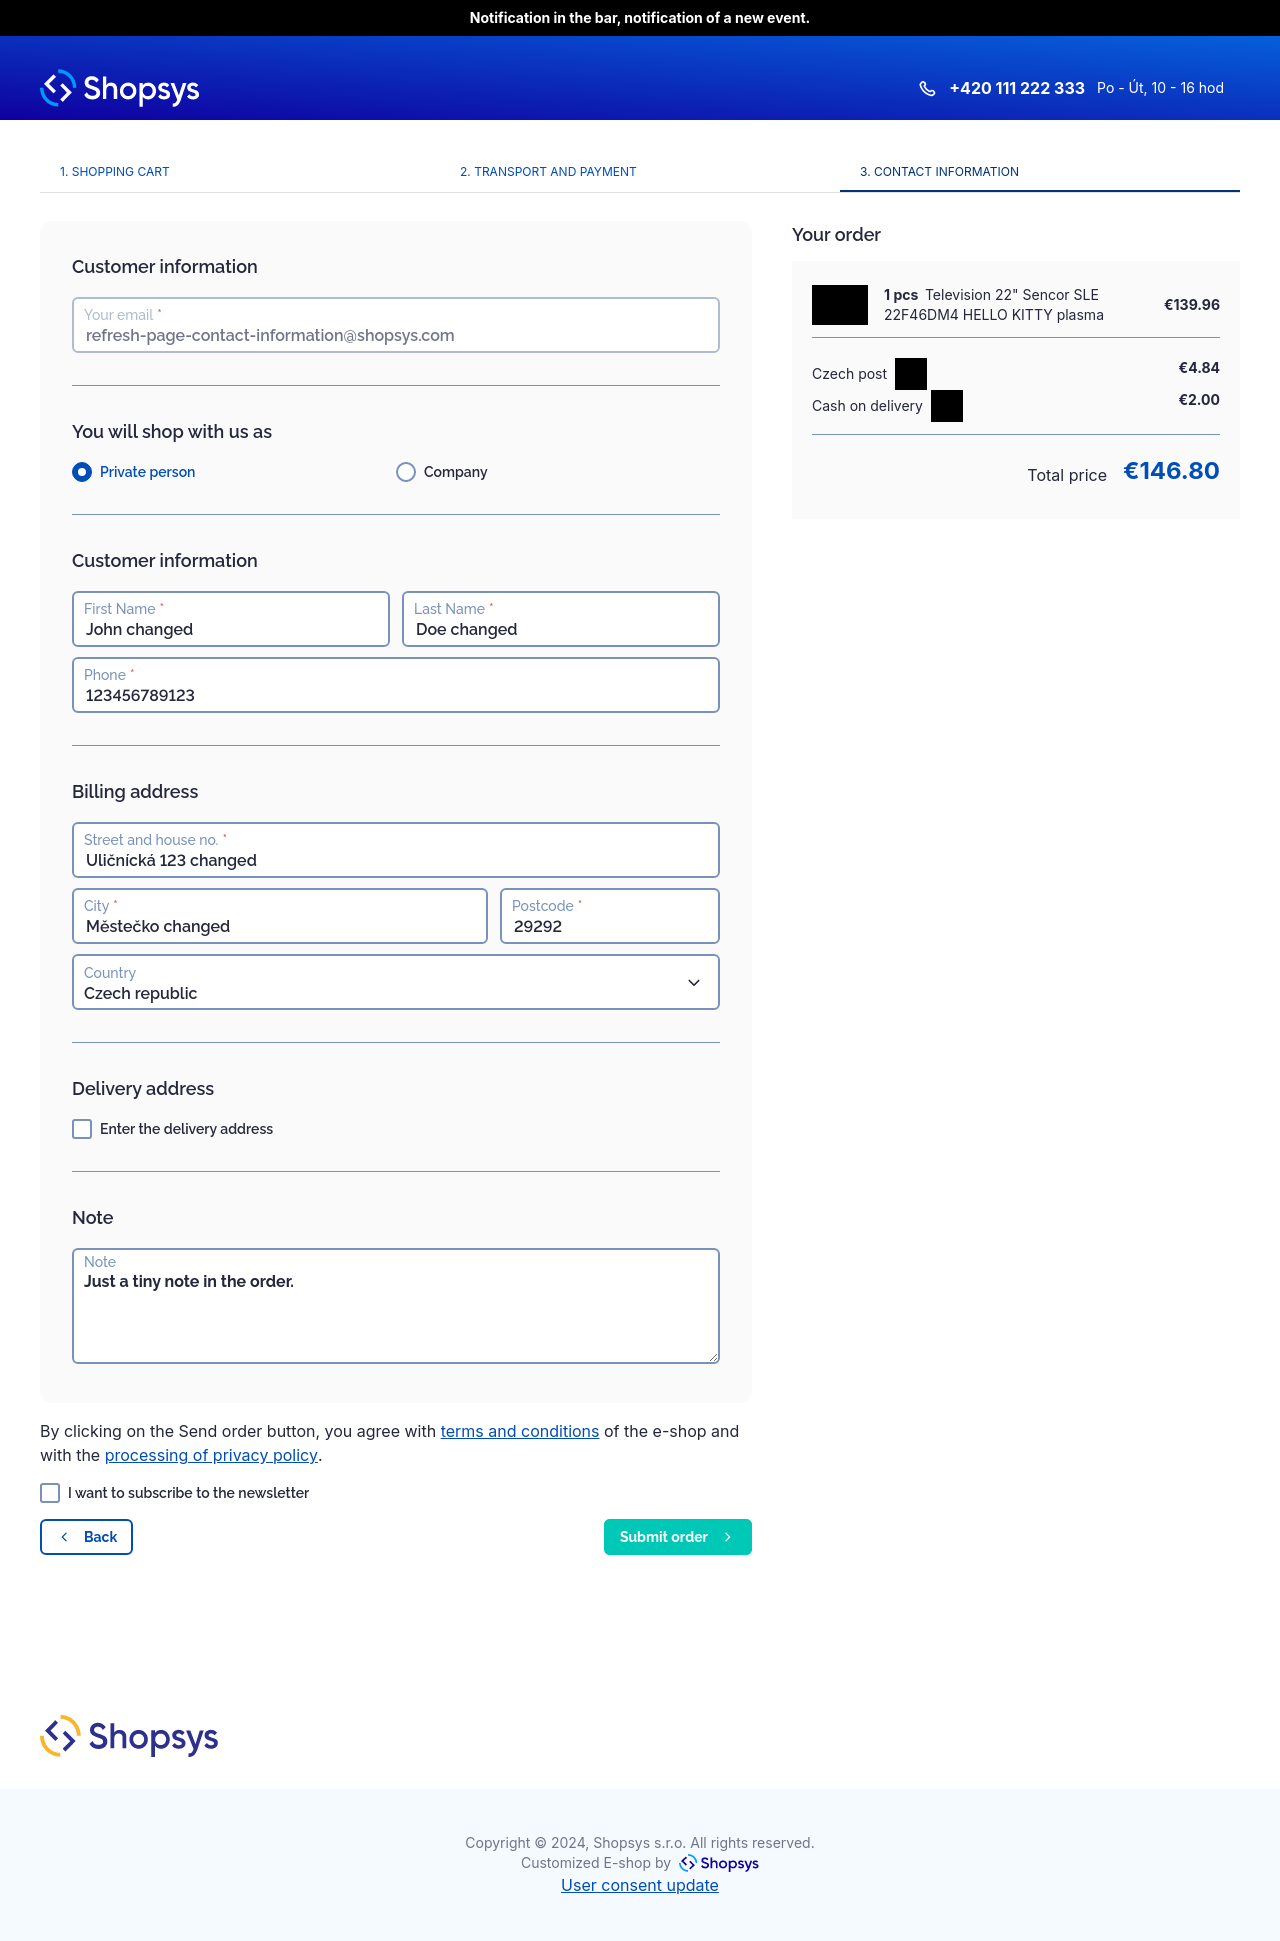 Notification in the bar, notification of a new event.
Shopsys
+420 111 222 333 Po - Út, 10 - 16 hod
1. SHOPPING CART
2. TRANSPORT AND PAYMENT
3. CONTACT INFORMATION
Customer information
Your email *
refresh-page-contact-information@shopsys.com
You will shop with us as
Private person
Company
Customer information
First Name *
John changed
Last Name *
Doe changed
Phone *
123456789123
Billing address
Street and house no. *
Uličnícká 123 changed
City *
Městečko changed
Postcode *
29292
Country
Czech republic
Delivery address
Enter the delivery address
Note
Note
Just a tiny note in the order.
By clicking on the Send order button, you agree with terms and conditions of the e-shop and
with the processing of privacy policy.
I want to subscribe to the newsletter
Back
Submit order
Your order
1 pcs Television 22" Sencor SLE
22F46DM4 HELLO KITTY plasma
€139.96
Czech post
€4.84
Cash on delivery
€2.00
Total price €146.80
Shopsys
Copyright © 2024, Shopsys s.r.o. All rights reserved.
Customized E-shop by Shopsys
User consent update